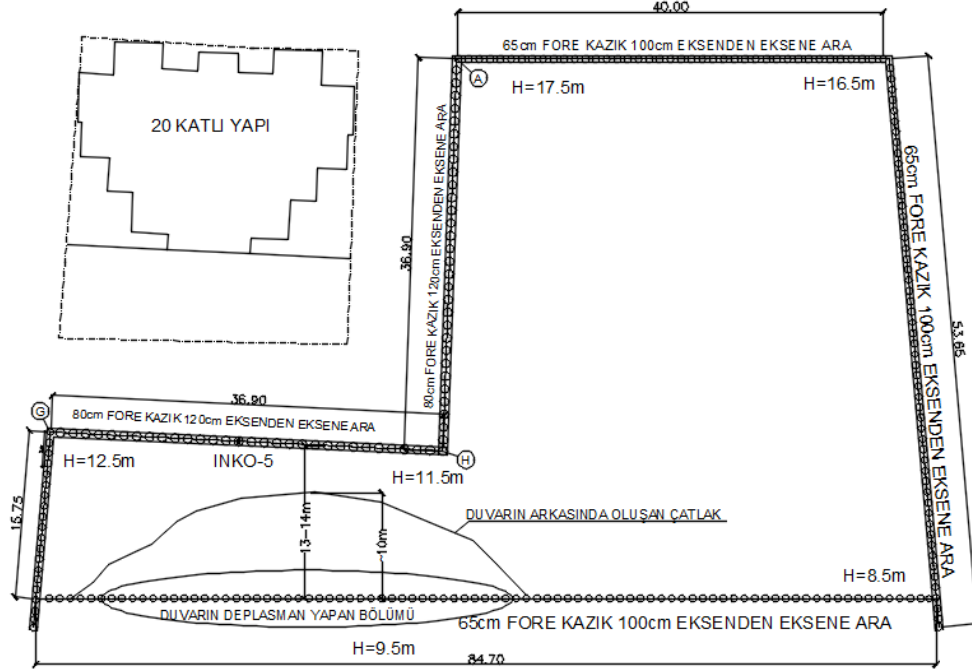 40.00
65cm FORE KAZIK 100cm EKSENDEN EKSENE ARA
A
H=17.5m
H=16.5m
20 KATLI YAPI
80cm FORE KAZIK 120cm EKSENDEN EKSENE ARA
36.90
65cm FORE KAZIK 100cm EKSENDEN EKSENE ARA
53.65
36.90
80cm FORE KAZIK 120cm EKSENDEN EKSENE ARA
G
H
H=12.5m
INKO-5
H=11.5m
15.75
13-14m
~10m
DUVARIN ARKASINDA OLUŞAN ÇATLAK
H=8.5m
DUVARIN DEPLASMAN YAPAN BÖLÜMÜ
65cm FORE KAZIK 100cm EKSENDEN EKSENE ARA
H=9.5m
84.70